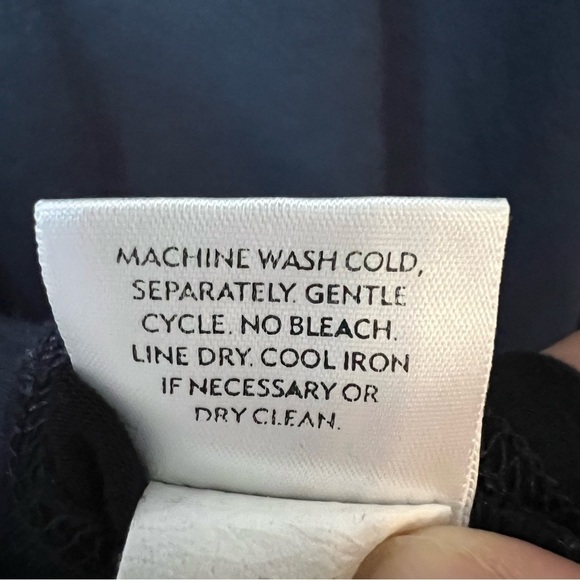 MACHINE WASH COLD,
SEPARATELY. GENTLE
CYCLE. NO BLEACH.
LINE DRY. COOL IRON
IF NECESSARY OR
DRY CLEAN.